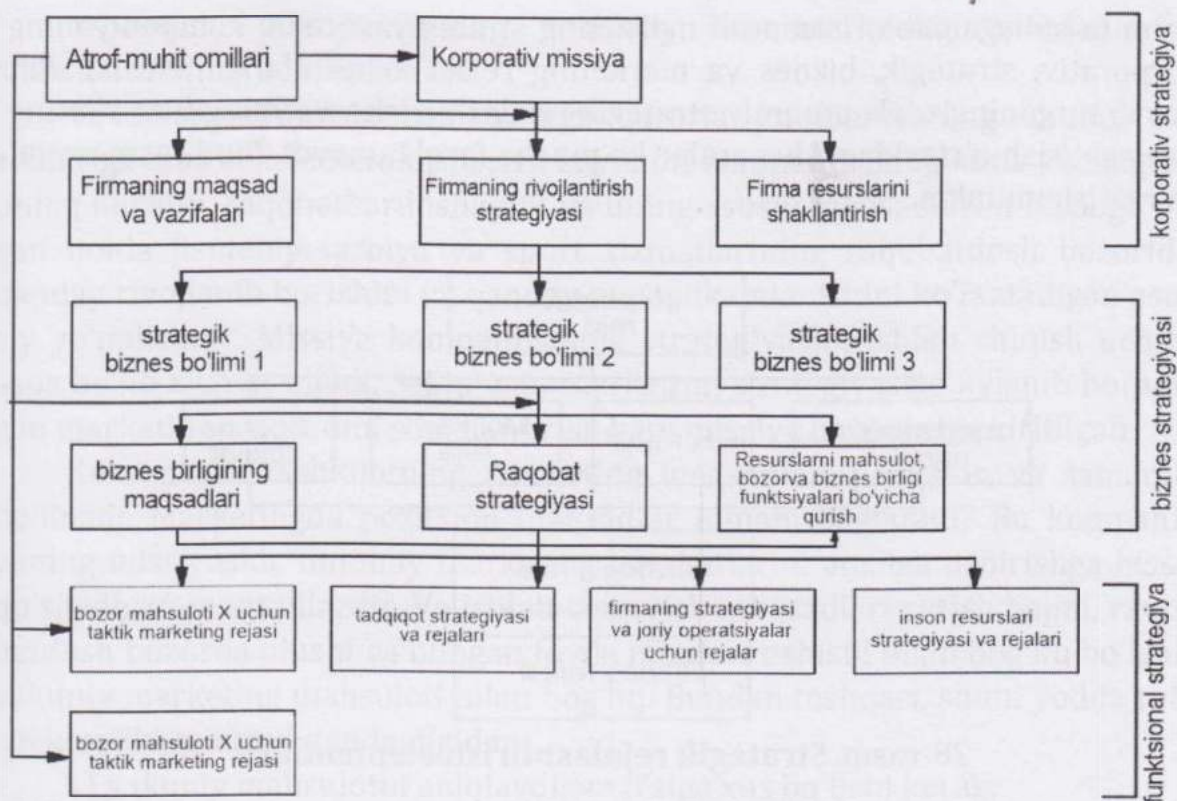 Atrof-muhit omillari
Korporativ missiya
Firmaning maqsad
va vazifalari
Firmaning rivojlantirish
strategiyasi
Firma resurslarini
shakllantirish
korporativ strategiya
strategik
biznes bo'limi 1
strategik
biznes bo'limi 2
strategik
biznes bo'limi 3
biznes birligining
maqsadlari
Raqobat
strategiyasi
Resurslarni mahsulot,
bozorva biznes birligi
funktsiyalari bo'yicha
qurish
biznes strategiyasi
bozor mahsuloti X uchun
taktik marketing rejasi
tadqiqot strategiyasi
va rejalari
firmaning strategiyasi
va joriy operatsiyalar
uchun rejalar
inson resurslari
strategiyasi va rejalari
bozor mahsuloti X uchun
taktik marketing rejasi
funktsional strategiya